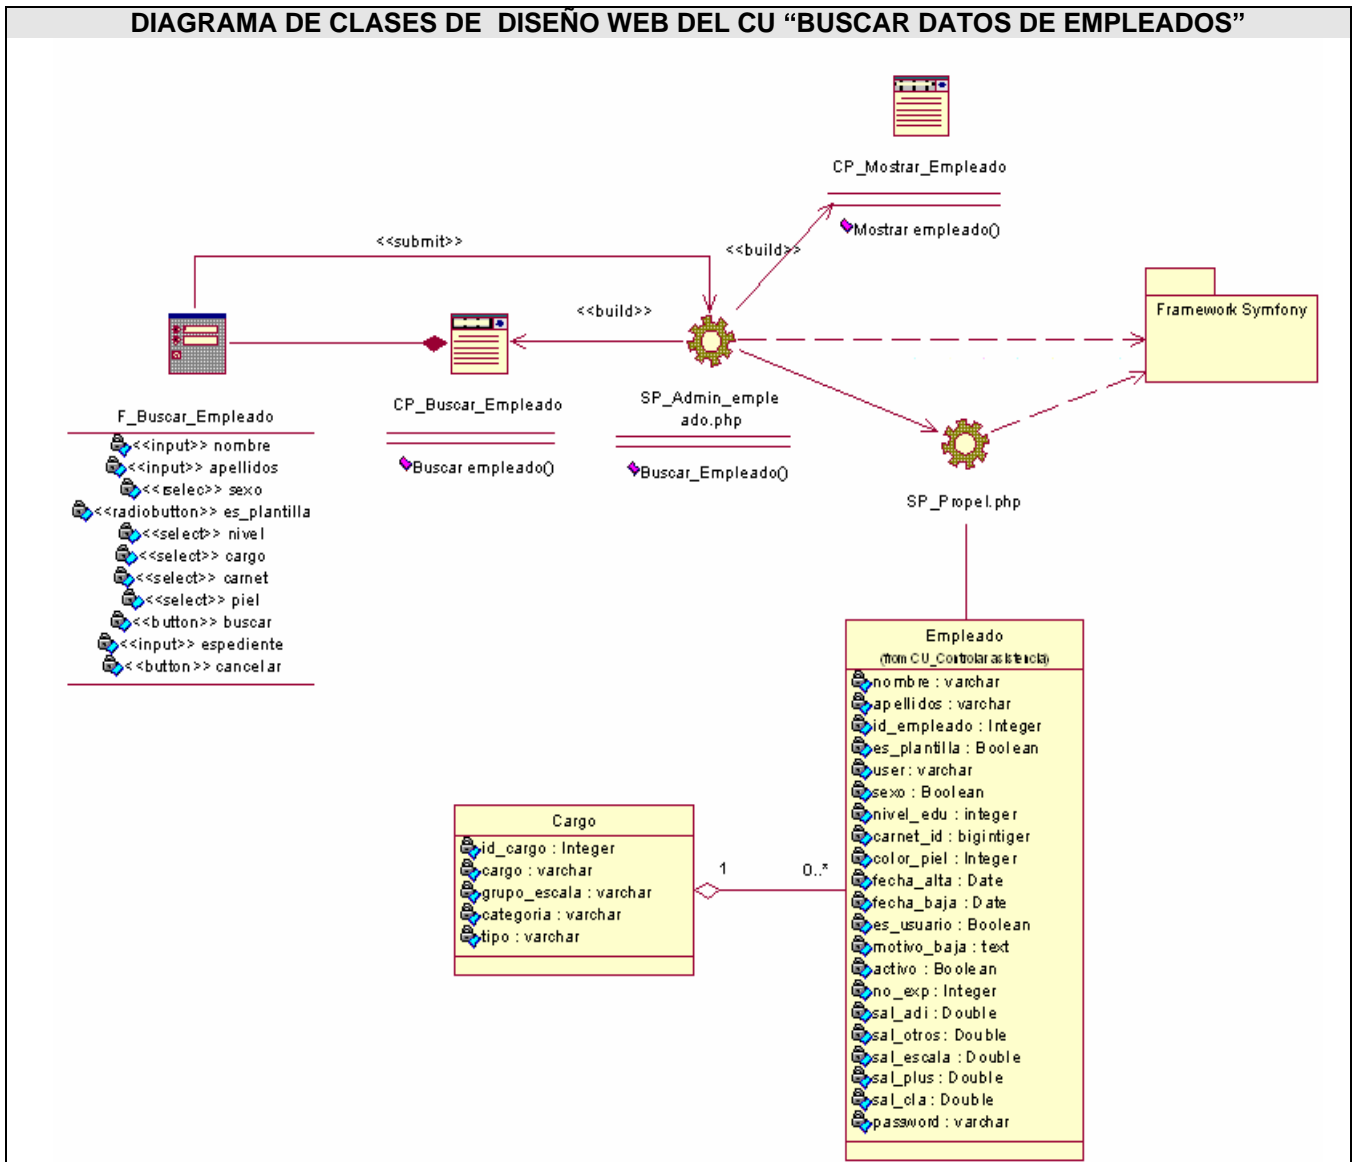 DIAGRAMA DE CLASES DE DISEÑO WEB DEL CU “BUSCAR DATOS DE EMPLEADOS”
CP_Mostrar_Empleado
Mostrar empleado()
<<submit>>
<<build>>
<<build>>
Framework Symfony
F_Buscar_Empleado
<<input>> nombre
<<input>> apellidos
<<rselec>> sexo
<<radiobutton>> es_plantilla
<<select>> nivel
<<select>> cargo
<<select>> carnet
<<select>> piel
<<button>> buscar
<<input>> espediente
<<button>> cancelar
CP_Buscar_Empleado
Buscar empleado()
SP_Admin_emple
ado.php
Buscar_Empleado()
SP_Propel.php
Empleado
(from CU_Controlar asistencia)
nombre : varchar
apellidos : varchar
id_empleado : Integer
es_plantilla : Boolean
user : varchar
sexo : Boolean
nivel_edu : integer
carnet_id : bigintiger
color_piel : Integer
fecha_alta : Date
fecha_baja : Date
es_usuario : Boolean
motivo_baja : text
activo : Boolean
no_exp : Integer
sal_adi : Double
sal_otros : Double
sal_escala : Double
sal_plus : Double
sal_cla : Double
password : varchar
Cargo
id_cargo : Integer
cargo : varchar
grupo_escala : varchar
categoria : varchar
tipo : varchar
1
0..*